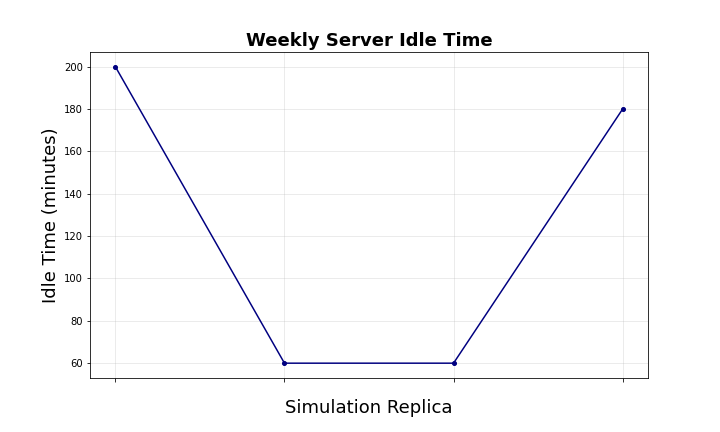 Weekly Server Idle Time
Idle Time (minutes)
200
180
160
140
120
100
80
60
Simulation Replica